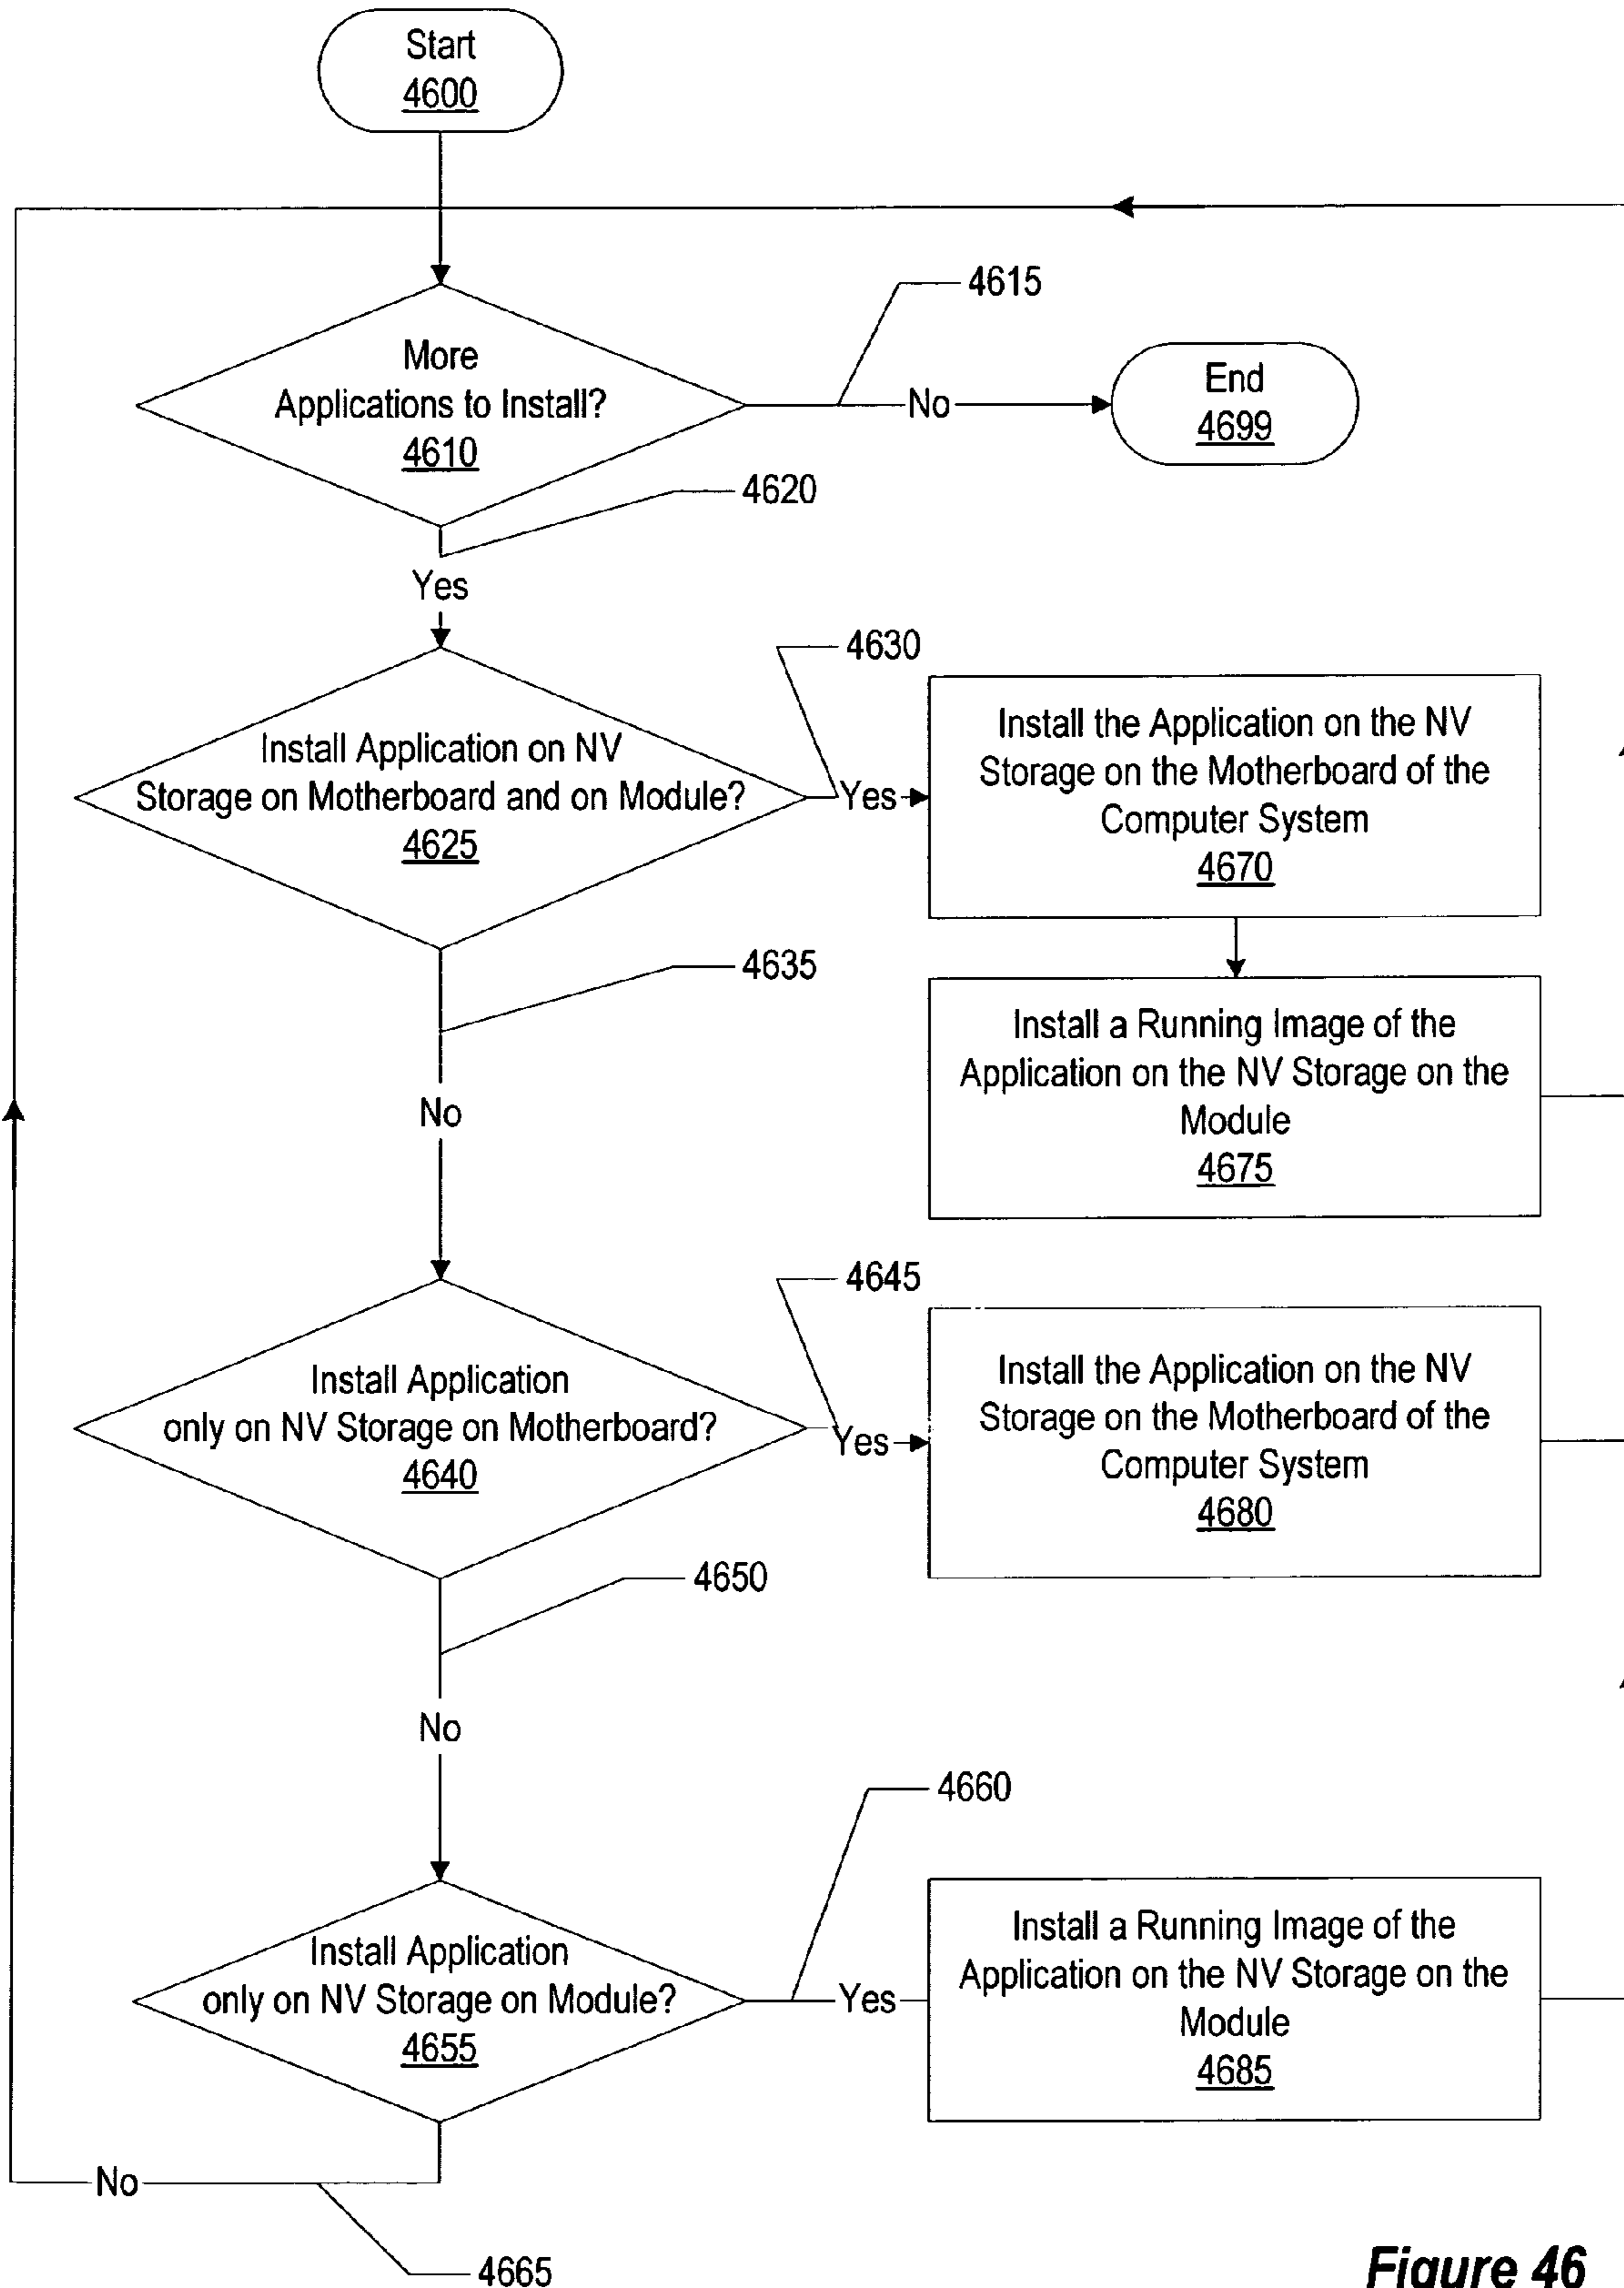 Start
4600
4615
More
Applications to Install?
4610
No
End
4699
4620
Yes
4630
Install Application on NV
Storage on Motherboard and on Module?
4625
Yes
Install the Application on the NV
Storage on the Motherboard of the
Computer System
4670
4635
Install a Running Image of the
Application on the NV Storage on the
Module
4675
No
4645
Install Application
only on NV Storage on Motherboard?
4640
Yes
Install the Application on the NV
Storage on the Motherboard of the
Computer System
4680
4650
No
4660
Install Application
only on NV Storage on Module?
4655
Yes
Install a Running Image of the
Application on the NV Storage on the
Module
4685
No
4665
Figure 46